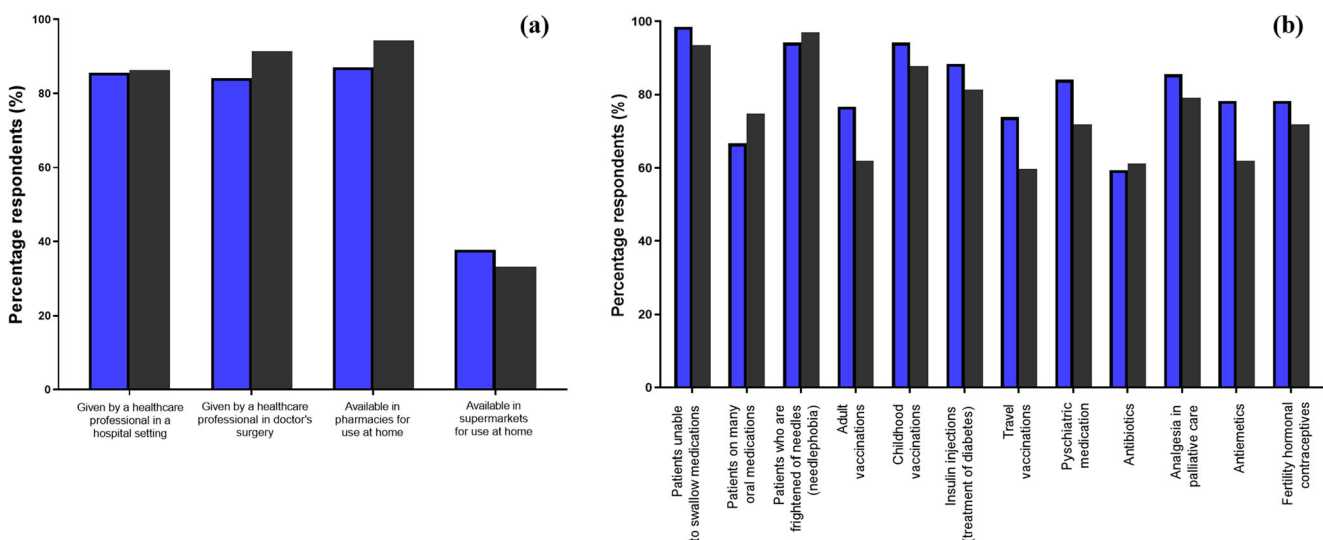 (a)
Percentage respondents (%)
100
80
60
40
20
0
Given by a healthcare
professional in a
hospital setting
Given by a healthcare
professional in doctor's
surgery
Available in
pharmacies for
use at home
Available in
supermarkets
for use at home
(b)
Percentage respondents (%)
100
80
60
40
20
0
Patients unable
to swallow medications
Patients on many
oral medications
Patients who are
frightened of needles
(needlephobia)
Adult
vaccinations
Childhood
vaccinations
Insulin injections
(treatment of diabetes)
Travel
vaccinations
Pyschiatric
medication
Antibiotics
Analgesia in
palliative care
Antiemetics
Fertility hormonal
contraceptives